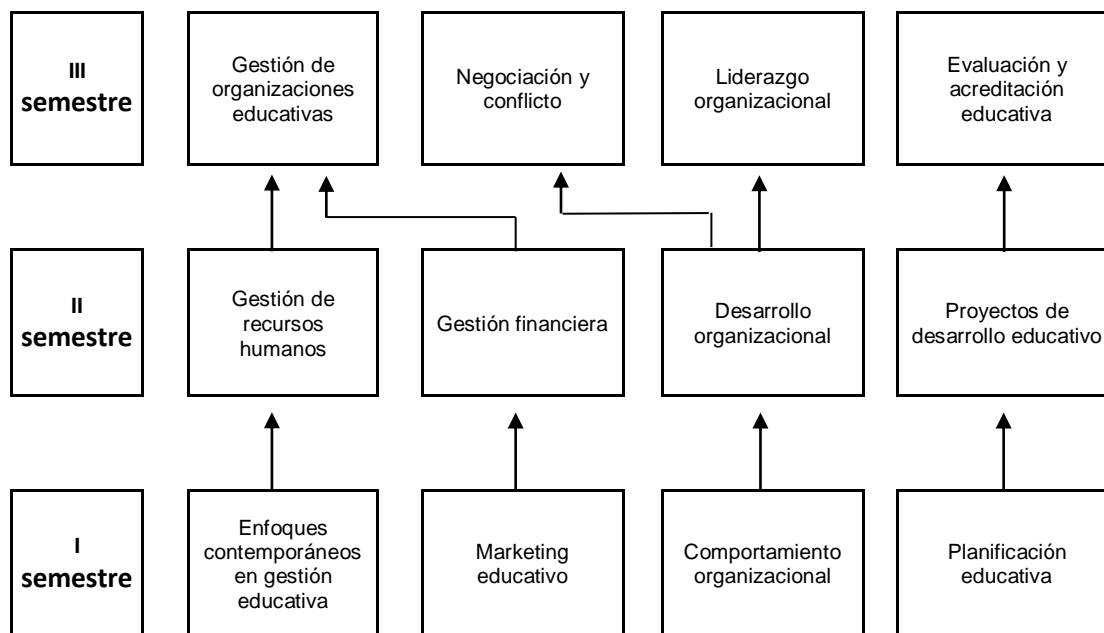 III
semestre
Gestión de
organizaciones
educativas
Negociación y
conflicto
Liderazgo
organizacional
Evaluación y
acreditación
educativa
II
semestre
Gestión de
recursos
humanos
Gestión financiera
Desarrollo
organizacional
Proyectos de
desarrollo educativo
I
semestre
Enfoques
contemporáneos
en gestión
educativa
Marketing
educativo
Comportamiento
organizacional
Planificación
educativa